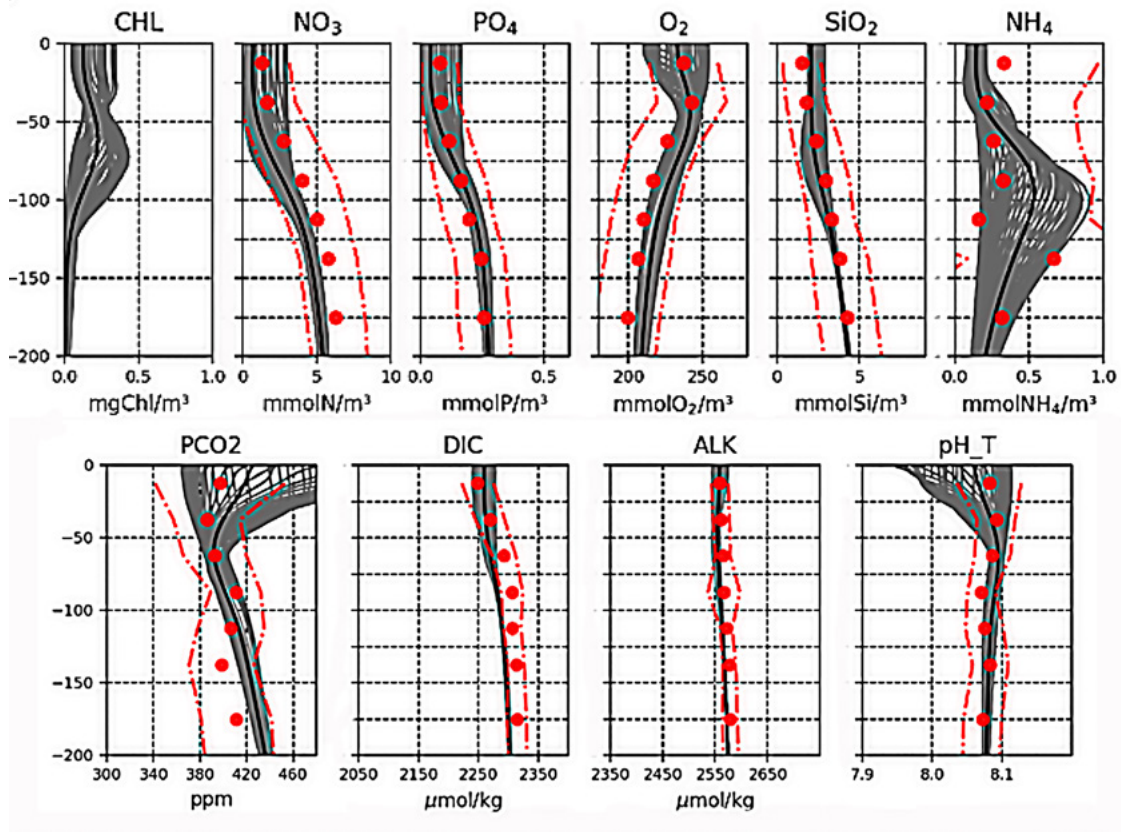 CHL NO₃ PO₄ O₂ SiO₂ NH₄
0
−50
−100
−150
−200
0.0 0.5 1.0 0 5 10 0.0 0.5 200 250 0 5 0.0 0.5 1.0
mgChl/m³ mmolN/m³ mmolP/m³ mmolO₂/m³ mmolSi/m³ mmolNH₄/m³
PCO2 DIC ALK pH_T
0
−50
−100
−150
−200
300 340 380 420 460 2050 2150 2250 2350 2350 2450 2550 2650 7.9 8.0 8.1
ppm µmol/kg µmol/kg